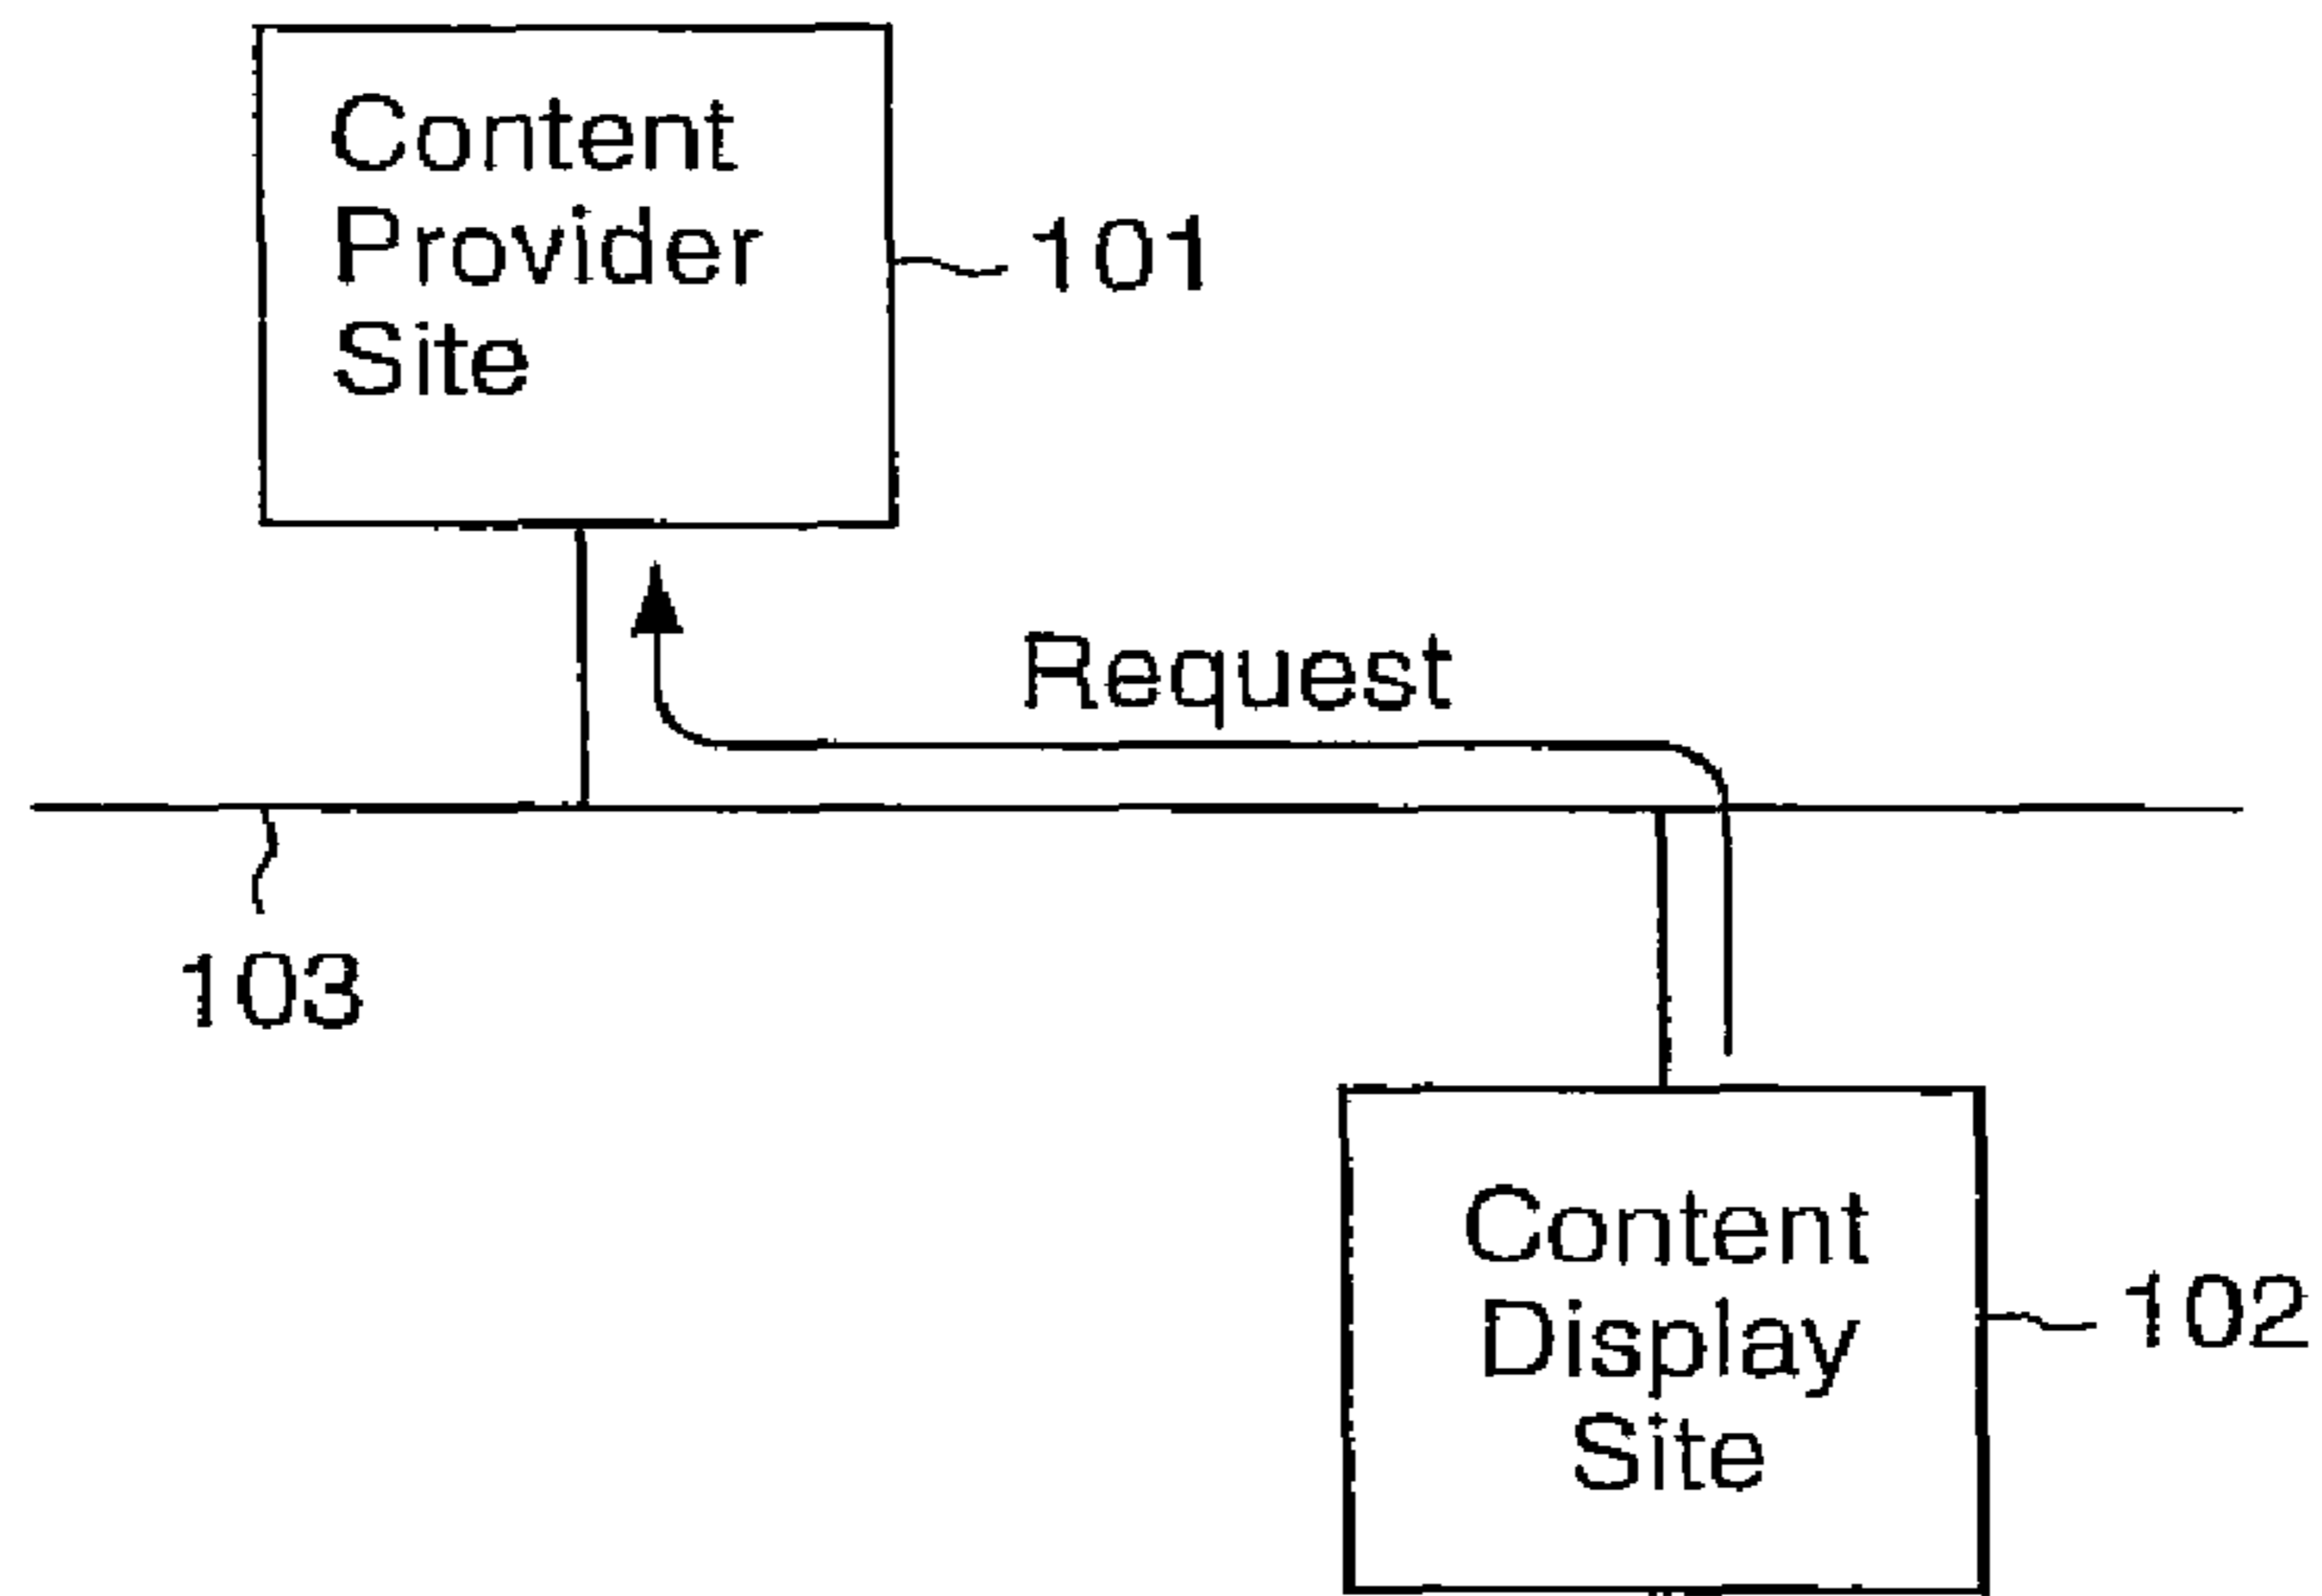 Content
Provider
Site
101
Request
103
Content
Display
Site
102